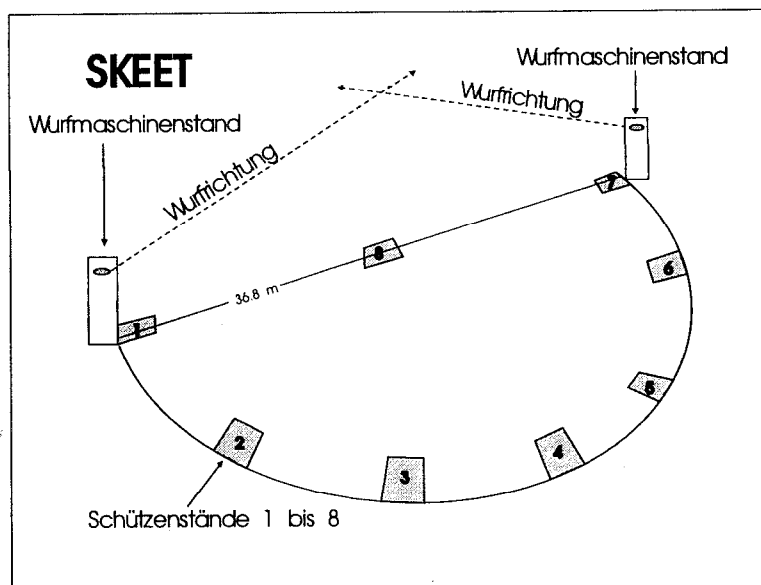 SKEET
Wurfmaschinenstand
Wurfmaschinenstand
Wurfrichtung
Wurfrichtung
7
8
6
36.8 m
1
5
2
4
3
Schützenstände 1 bis 8